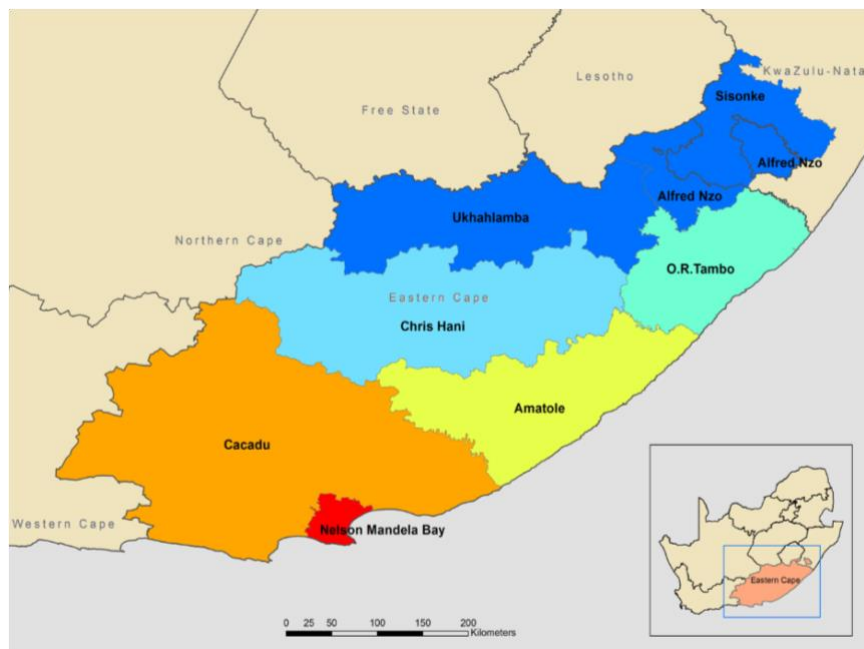 Lesotho
KwaZulu-Nata
Sisonke
Free State
Alfred Nzo
Alfred Nzo
Ukhahlamba
Northern Cape
O.R.Tambo
Eastern Cape
Chris Hani
Amatole
Cacadu
Western Cape
Nelson Mandela Bay
Eastern Cape
0 25 50 100 150 200
Kilometers